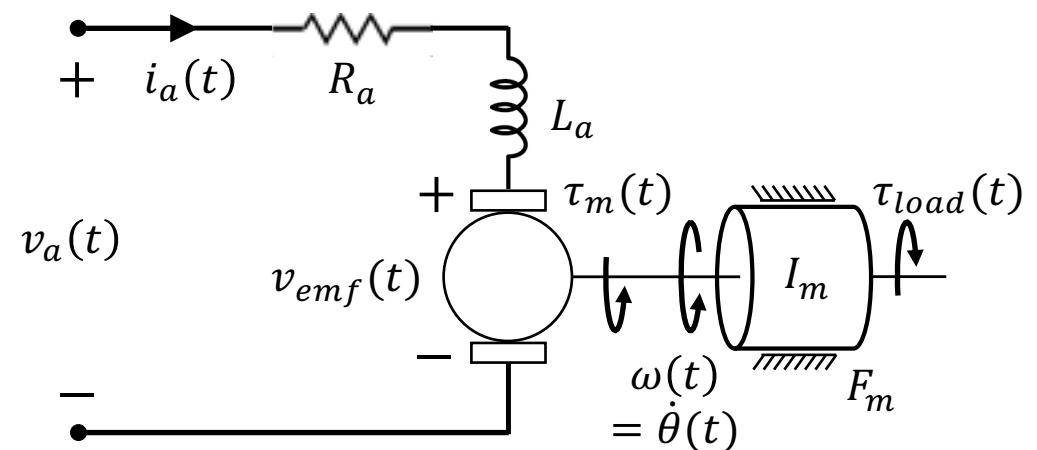 +
i_a(t)
R_a
L_a
+
τ_m(t)
τ_load(t)
v_a(t)
v_emf(t)
I_m
−
ω(t)
= θ̇(t)
F_m
−